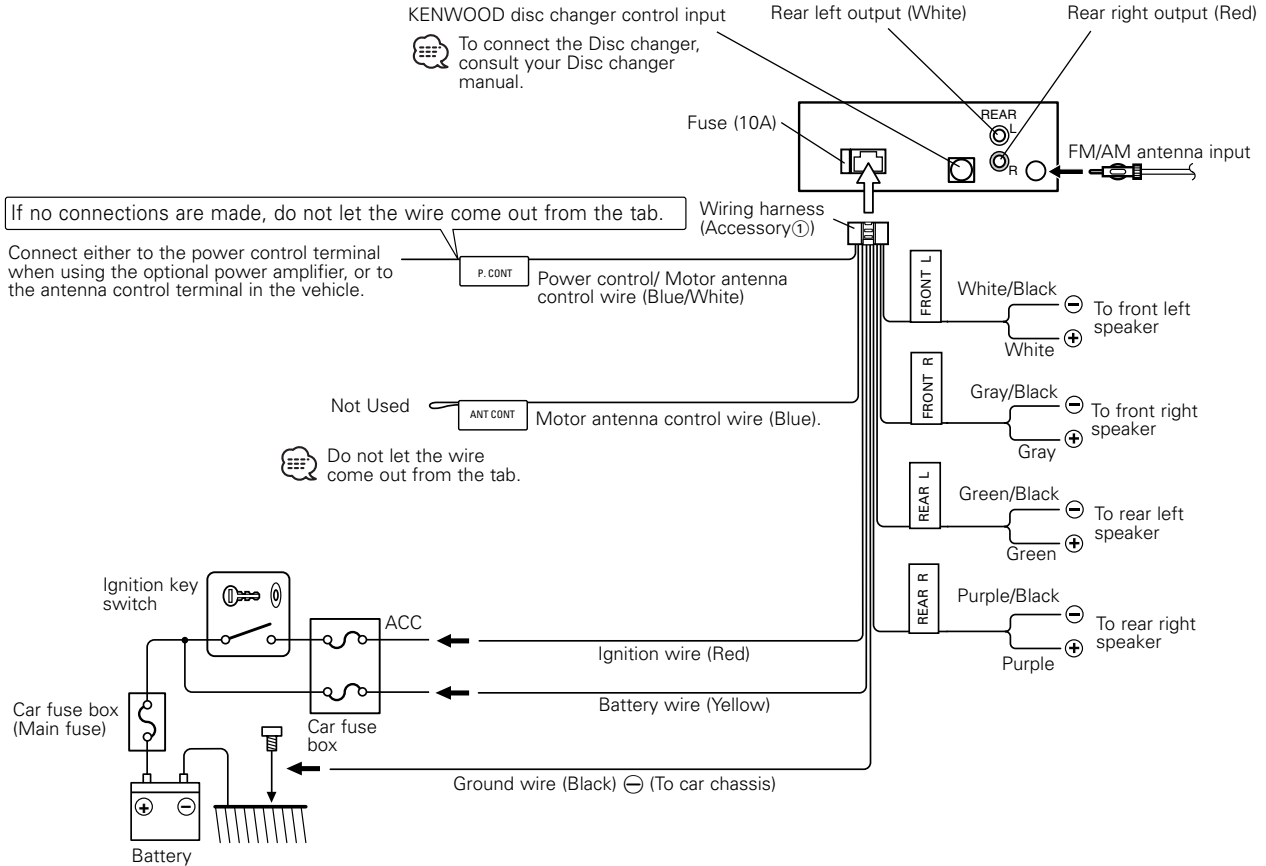 KENWOOD disc changer control input
To connect the Disc changer,
consult your Disc changer
manual.
Rear left output (White)
Rear right output (Red)
Fuse (10A)
REAR
L
R
FM/AM antenna input
If no connections are made, do not let the wire come out from the tab.
Wiring harness
(Accessory①)
Connect either to the power control terminal
when using the optional power amplifier, or to
the antenna control terminal in the vehicle.
P. CONT
Power control/ Motor antenna
control wire (Blue/White)
FRONT L
White/Black
⊖
To front left
speaker
⊕
White
FRONT R
Gray/Black
⊖
To front right
speaker
⊕
Gray
Not Used
ANT CONT
Motor antenna control wire (Blue).
Do not let the wire
come out from the tab.
REAR L
Green/Black
⊖
To rear left
speaker
⊕
Green
REAR R
Purple/Black
⊖
To rear right
speaker
⊕
Purple
Ignition key
switch
ACC
Ignition wire (Red)
Battery wire (Yellow)
Car fuse box
(Main fuse)
Car fuse
box
Ground wire (Black) ⊖ (To car chassis)
⊕ ⊖
Battery